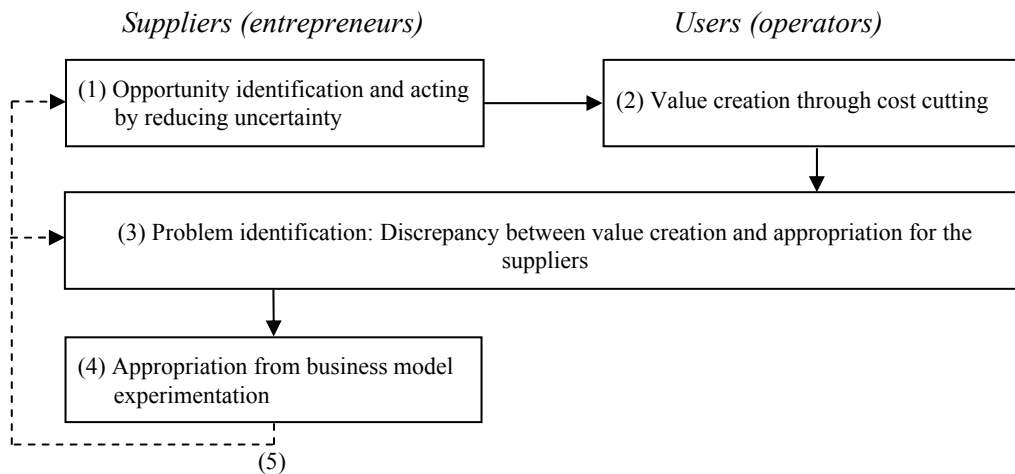 Suppliers (entrepreneurs)
Users (operators)
(1) Opportunity identification and acting
by reducing uncertainty
(2) Value creation through cost cutting
(3) Problem identification: Discrepancy between value creation and appropriation for the
suppliers
(4) Appropriation from business model
experimentation
(5)